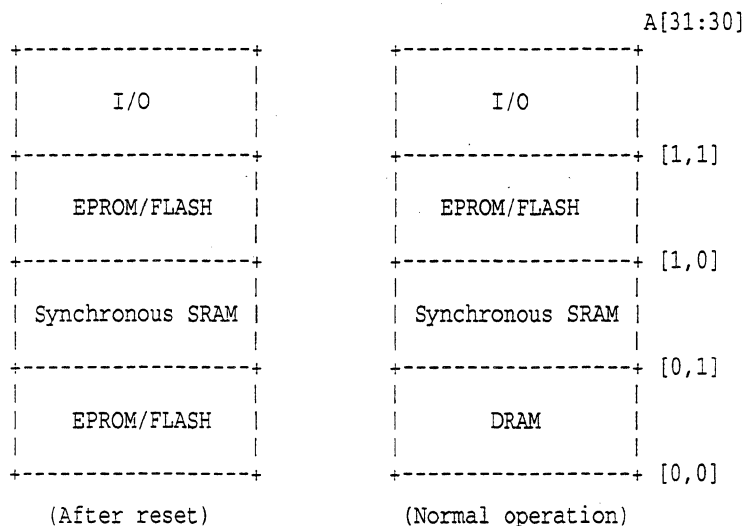 A[31:30]
I/O I/O
[1,1]
EPROM/FLASH EPROM/FLASH
[1,0]
Synchronous SRAM Synchronous SRAM
[0,1]
EPROM/FLASH DRAM
[0,0]
(After reset) (Normal operation)